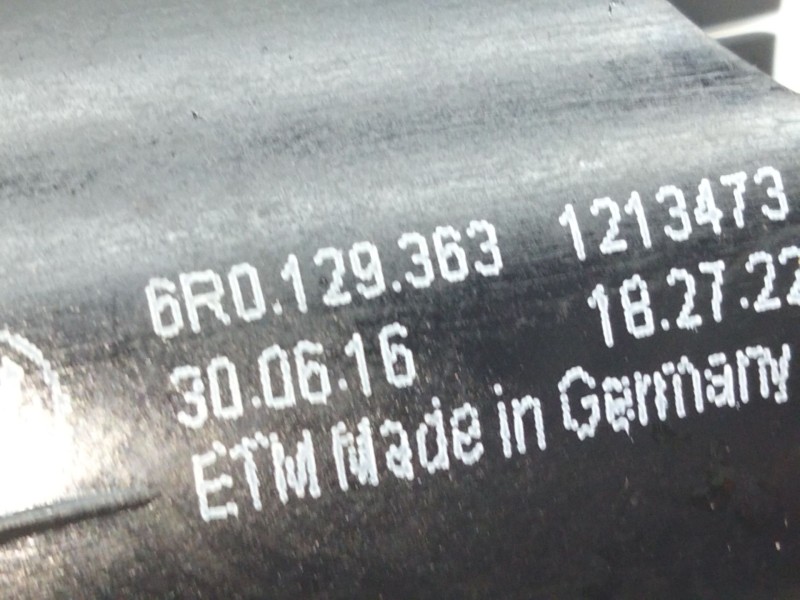 6R0.129.363 1213473
30.06.16 18.27.22
ETM Made in Germany